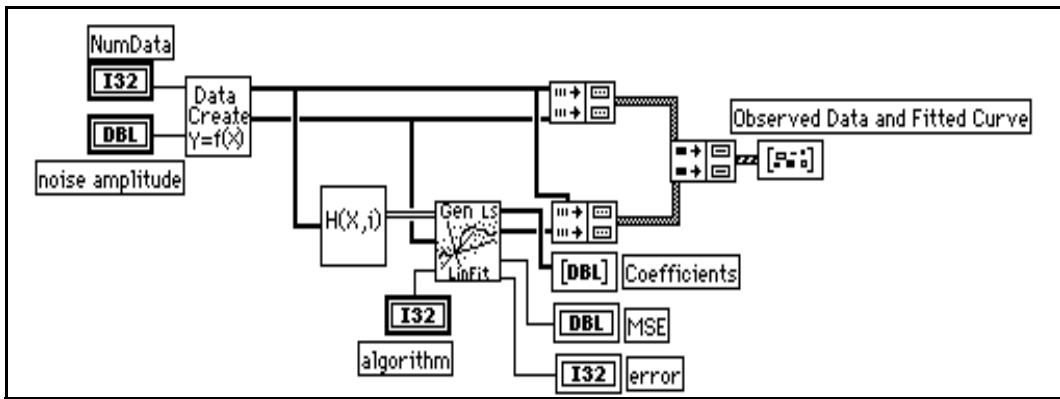 NumData
I32
Data
Create
Y=f(X)
DBL
noise amplitude
Observed Data and Fitted Curve
H(X,i)
Gen LS
LinFit
[DBL] Coefficients
I32
algorithm
DBL MSE
I32 error